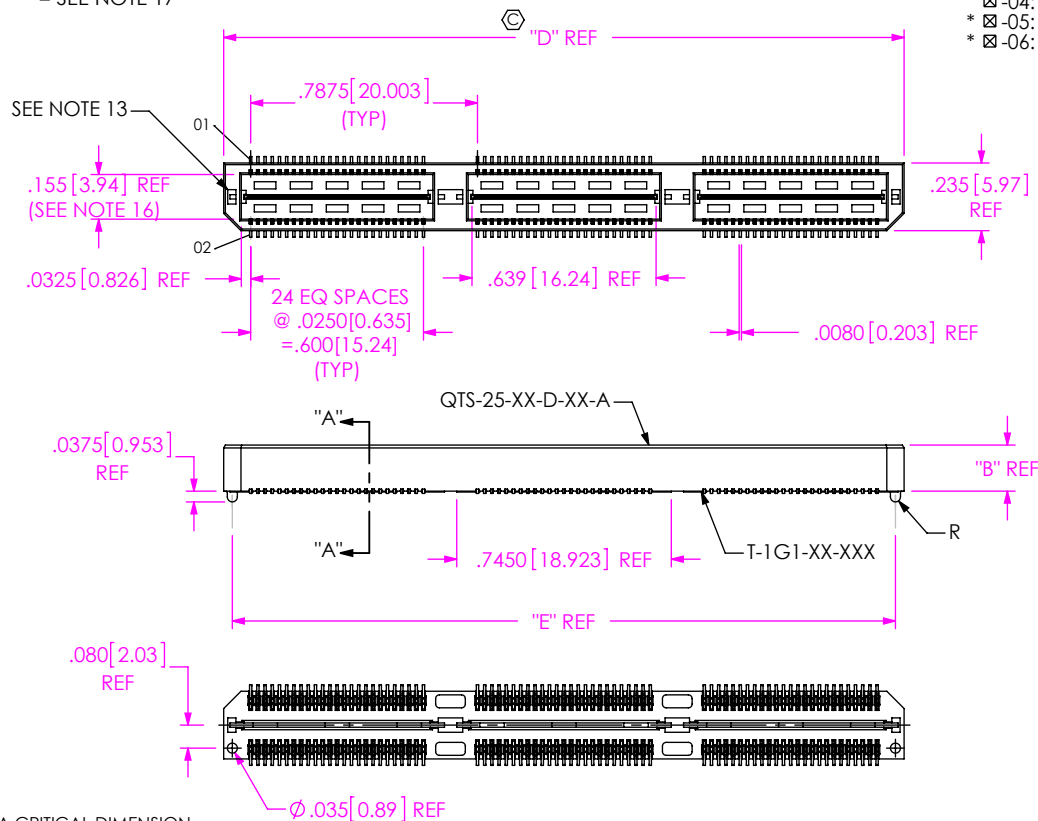 = SEE NOTE 17
-04:
* ☒ -05:
* ☒ -06:
C
"D" REF
.7875[20.003]
(TYP)
SEE NOTE 13
01
.155[3.94] REF
(SEE NOTE 16)
.235[5.97]
REF
02
.0325[0.826] REF
.639[16.24] REF
24 EQ SPACES
@ .0250[0.635]
=.600[15.24]
(TYP)
.0080[0.203] REF
QTS-25-XX-D-XX-A
"A"
.0375[0.953]
REF
"B" REF
"A"
.7450[18.923] REF
T-1G1-XX-XXX
R
"E" REF
.080[2.03]
REF
Ø.035[0.89] REF
A CRITICAL DIMENSION